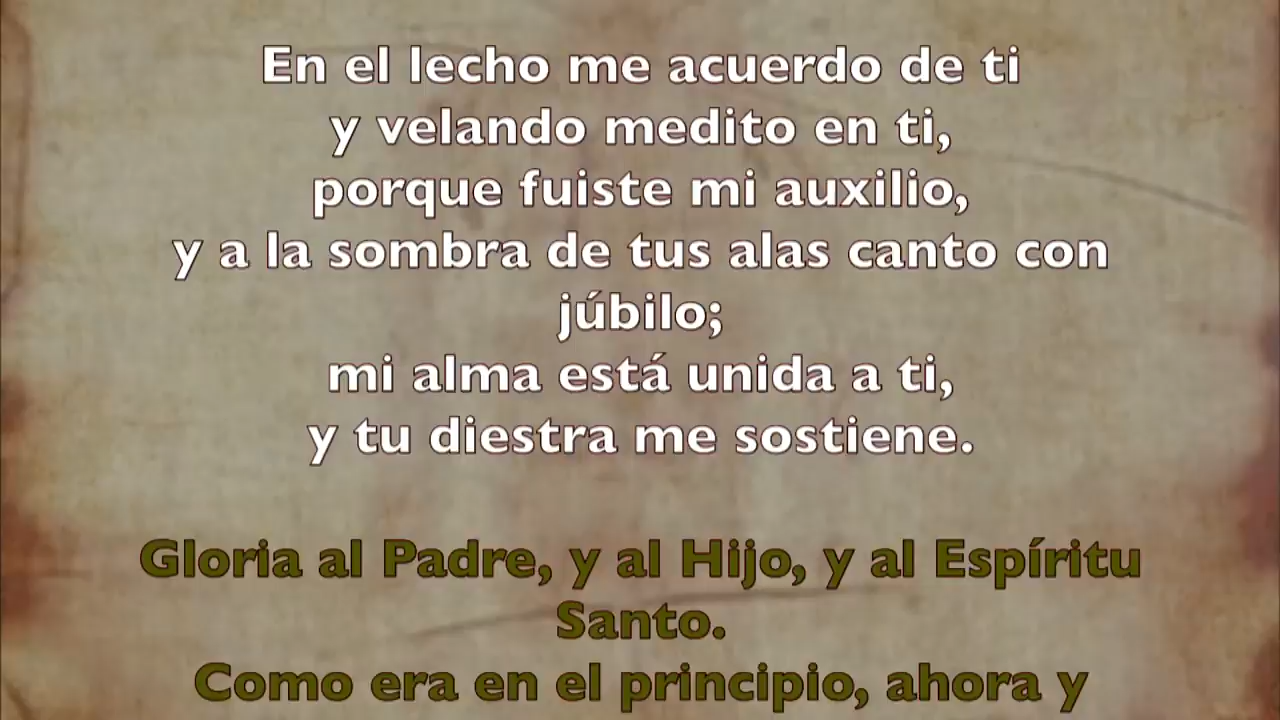 En el lecho me acuerdo de ti
y velando medito en ti,
porque fuiste mi auxilio,
y a la sombra de tus alas canto con
júbilo;
mi alma está unida a ti,
y tu diestra me sostiene.
Gloria al Padre, y al Hijo, y al Espíritu
Santo.
Como era en el principio, ahora y